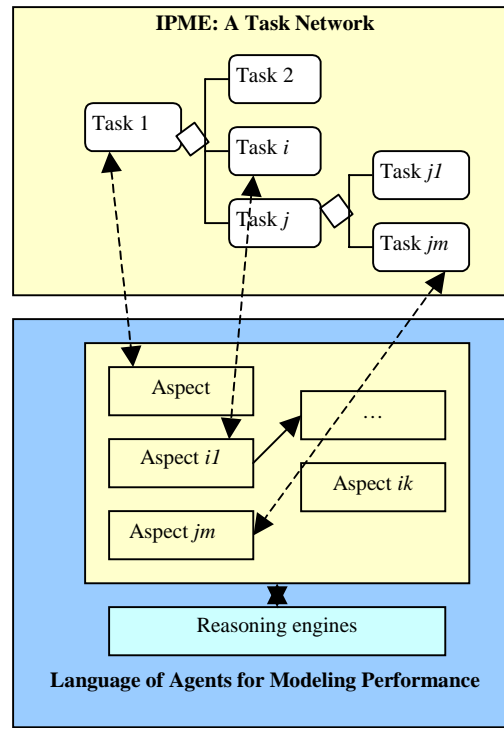 IPME: A Task Network
Task 2
Task 1
Task i
Task j1
Task j
Task jm
Aspect
…
Aspect i1
Aspect ik
Aspect jm
Reasoning engines
Language of Agents for Modeling Performance